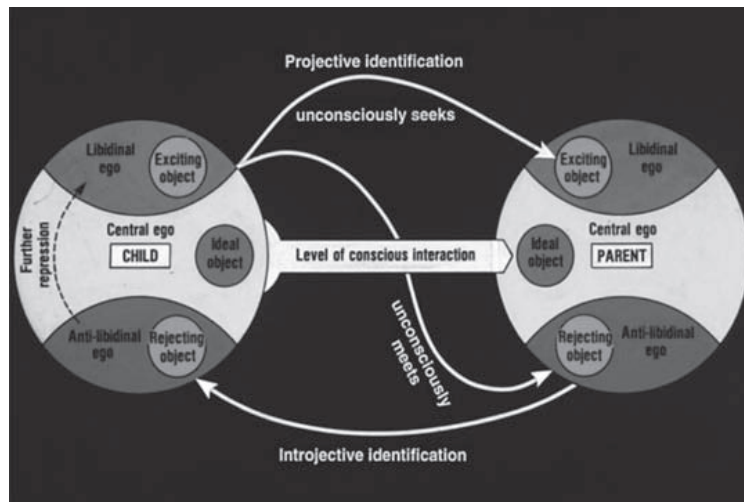 Projective identification
unconsciously seeks
Libidinal
ego
Exciting
object
Further
repression
Central ego
CHILD
Ideal
object
Anti-libidinal
ego
Rejecting
object
Level of conscious interaction
unconsciously
meets
Exciting
object
Libidinal
ego
Ideal
object
Central ego
PARENT
Rejecting
object
Anti-libidinal
ego
Introjective identification